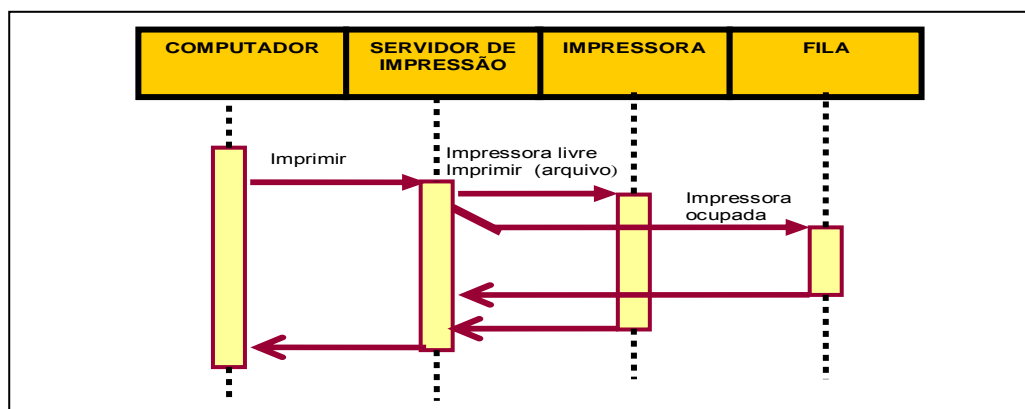 COMPUTADOR
SERVIDOR DE
IMPRESSÃO
IMPRESSORA
FILA
Imprimir
Impressora livre
Imprimir (arquivo)
Impressora
ocupada